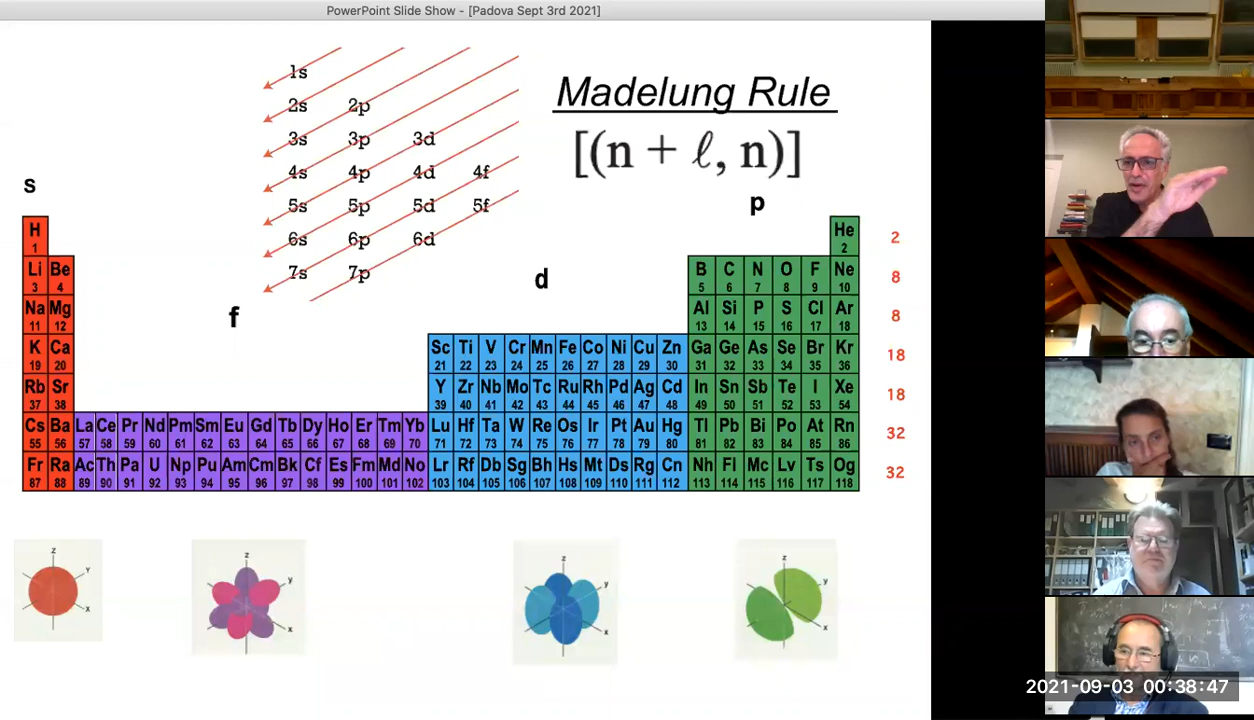 PowerPoint Slide Show - [Padova Sept 3rd 2021]
1s
2s 2p
3s 3p 3d
4s 4p 4d 4f
5s 5p 5d 5f
6s 6p 6d
7s 7p
Madelung Rule
[(n + ℓ, n)]
s
p
d
f
H He 2
1 2
Li Be B C N O F Ne 8
3 4 5 6 7 8 9 10
Na Mg Al Si P S Cl Ar 8
11 12 13 14 15 16 17 18
K Ca Sc Ti V Cr Mn Fe Co Ni Cu Zn Ga Ge As Se Br Kr 18
19 20 21 22 23 24 25 26 27 28 29 30 31 32 33 34 35 36
Rb Sr Y Zr Nb Mo Tc Ru Rh Pd Ag Cd In Sn Sb Te I Xe 18
37 38 39 40 41 42 43 44 45 46 47 48 49 50 51 52 53 54
Cs Ba La Ce Pr Nd Pm Sm Eu Gd Tb Dy Ho Er Tm Yb Lu Hf Ta W Re Os Ir Pt Au Hg Tl Pb Bi Po At Rn 32
55 56 57 58 59 60 61 62 63 64 65 66 67 68 69 70 71 72 73 74 75 76 77 78 79 80 81 82 83 84 85 86
Fr Ra Ac Th Pa U Np Pu Am Cm Bk Cf Es Fm Md No Lr Rf Db Sg Bh Hs Mt Ds Rg Cn Nh Fl Mc Lv Ts Og 32
87 88 89 90 91 92 93 94 95 96 97 98 99 100 101 102 103 104 105 106 107 108 109 110 111 112 113 114 115 116 117 118
z y x
z y x
z y x
z y x
2021-09-03 00:38:47